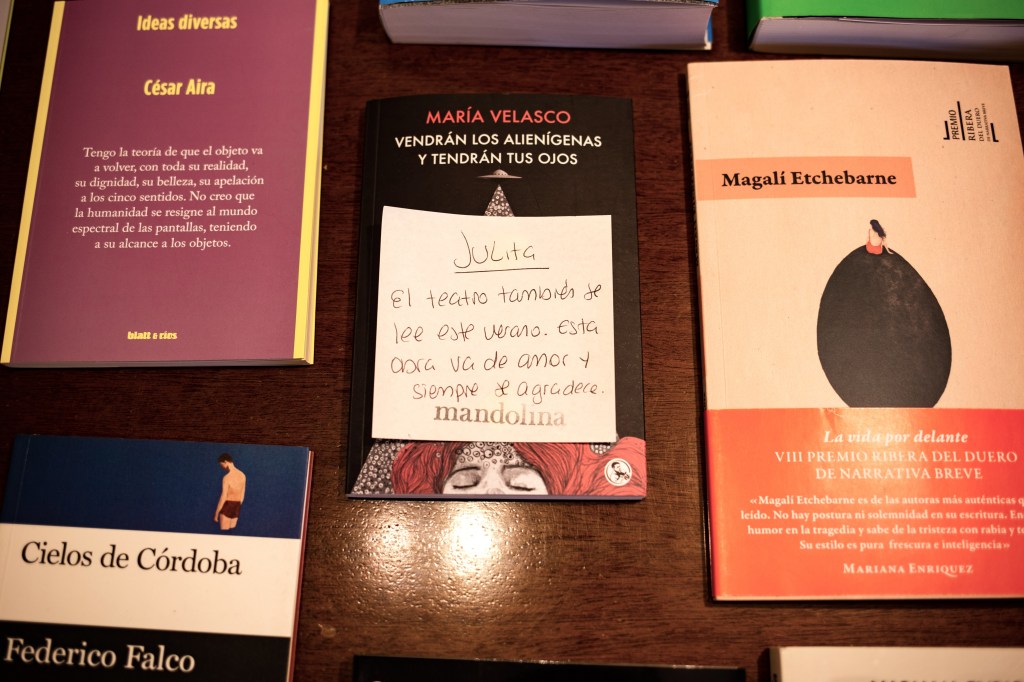 Ideas diversas
César Aira
Tengo la teoría de que el objeto va
a volver, con toda su realidad,
su dignidad, su belleza, su apelación
a los cinco sentidos. No creo que
la humanidad se resigne al mundo
espectral de las pantallas, teniendo
a su alcance a los objetos.
blatt & ríos
MARÍA VELASCO
VENDRÁN LOS ALIENÍGENAS
Y TENDRÁN TUS OJOS
Julita
El teatro también se
lee este verano. Esta
obra va de amor y
siempre se agradece.
mandolina
PREMIO
RIBERA
DEL DUERO
Magalí Etchebarne
La vida por delante
VIII PREMIO RIBERA DEL DUERO
DE NARRATIVA BREVE
«Magalí Etchebarne es de las autoras más auténticas q
leído. No hay postura ni solemnidad en su escritura. En
humor en la tragedia y sabe de la tristeza con rabia y te
Su estilo es pura frescura e inteligencia»
MARIANA ENRIQUEZ
Cielos de Córdoba
Federico Falco